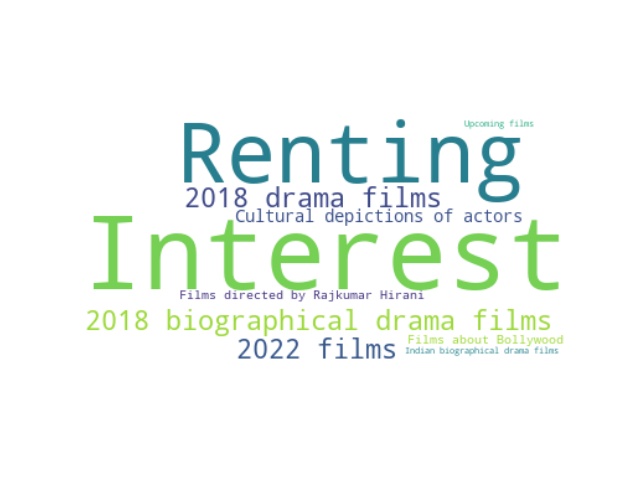 Upcoming films
Renting
2018 drama films
Cultural depictions of actors
Interest
Films directed by Rajkumar Hirani
2018 biographical drama films
Films about Bollywood
2022 films
Indian biographical drama films